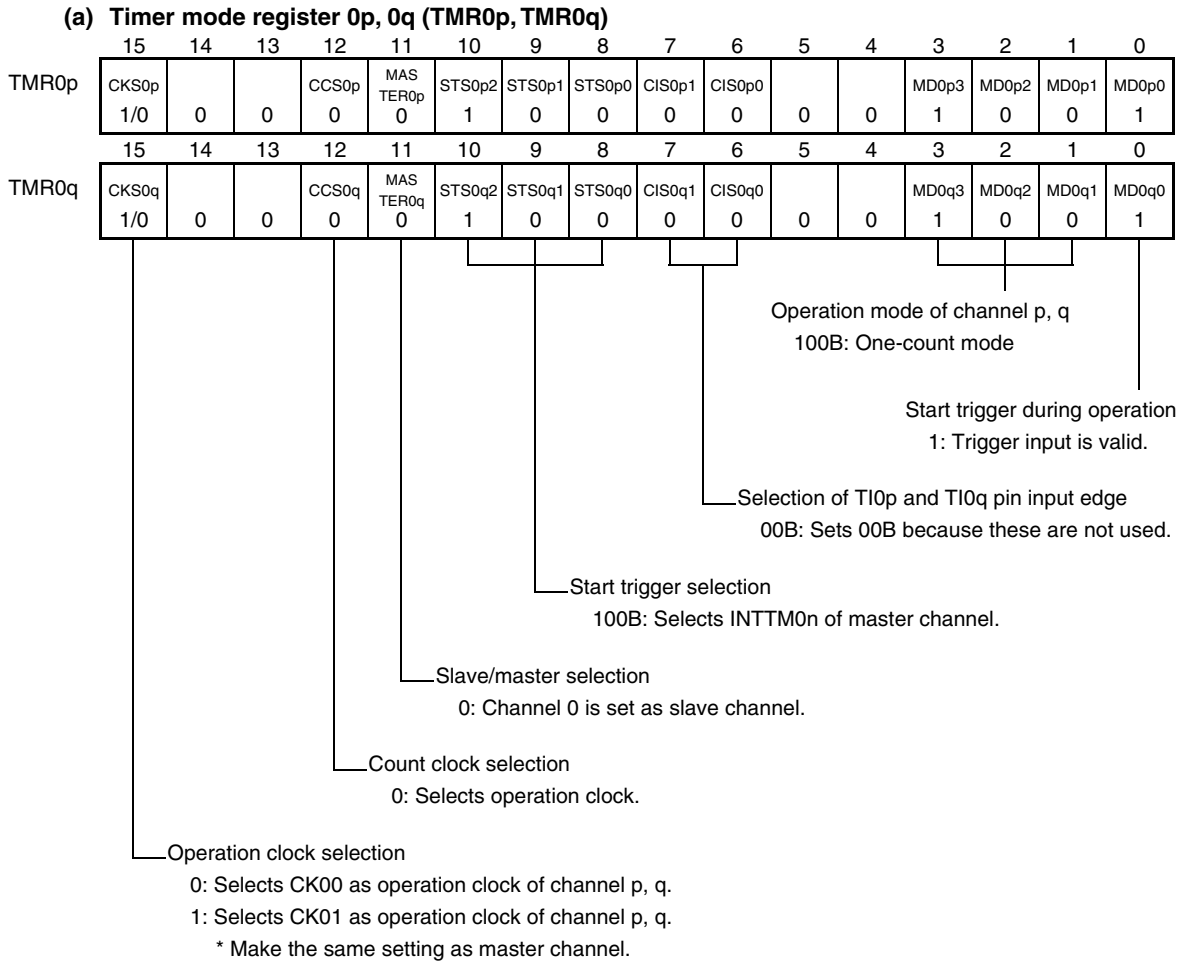 (a) Timer mode register 0p, 0q (TMR0p, TMR0q)
15 14 13 12 11 10 9 8 7 6 5 4 3 2 1 0
TMR0p CKS0p CCS0p MAS TER0p STS0p2 STS0p1 STS0p0 CIS0p1 CIS0p0 MD0p3 MD0p2 MD0p1 MD0p0
1/0 0 0 0 0 1 0 0 0 0 0 0 1 0 0 1
15 14 13 12 11 10 9 8 7 6 5 4 3 2 1 0
TMR0q CKS0q CCS0q MAS TER0q STS0q2 STS0q1 STS0q0 CIS0q1 CIS0q0 MD0q3 MD0q2 MD0q1 MD0q0
1/0 0 0 0 0 1 0 0 0 0 0 0 1 0 0 1
Operation mode of channel p, q
100B: One-count mode
Start trigger during operation
1: Trigger input is valid.
Selection of TI0p and TI0q pin input edge
00B: Sets 00B because these are not used.
Start trigger selection
100B: Selects INTTM0n of master channel.
Slave/master selection
0: Channel 0 is set as slave channel.
Count clock selection
0: Selects operation clock.
Operation clock selection
0: Selects CK00 as operation clock of channel p, q.
1: Selects CK01 as operation clock of channel p, q.
* Make the same setting as master channel.